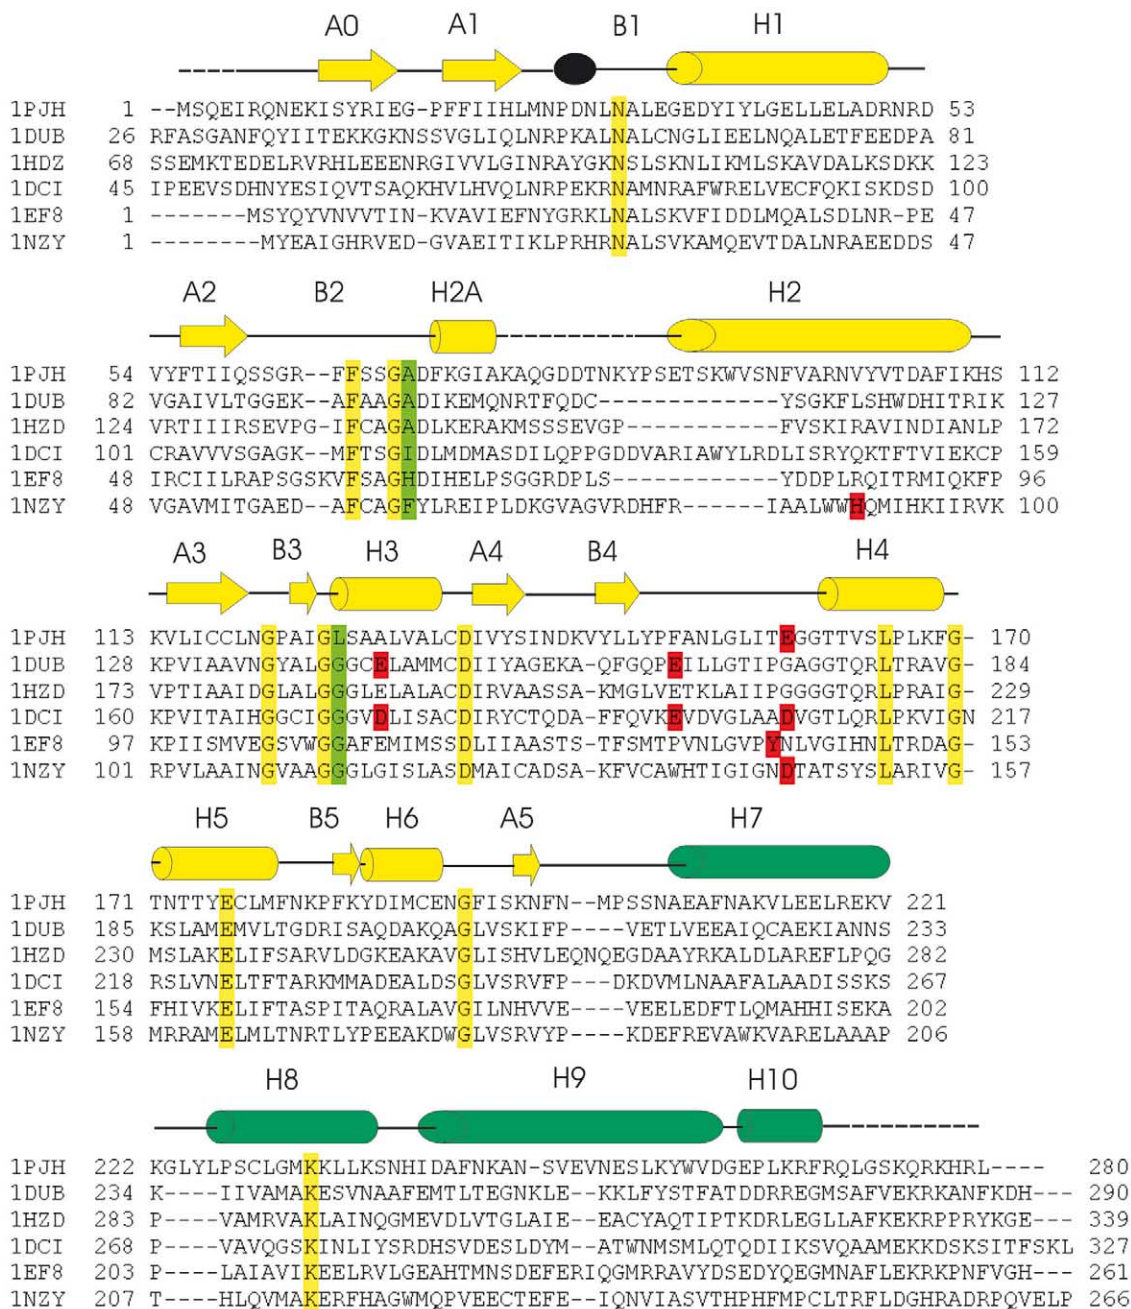 A0 A1 B1 H1
1PJH 1 --MSQEIRQNEKISYRIEG-PFFIIHLMNPDNLNALEGEDYIYLGELLELADRNRD 53
1DUB 26 RFASGANFQYIITEKKGKNSSVGLIQLNRPKALNALCNGLIEELNQALETFEEDPA 81
1HDZ 68 SSEMKTEDELRVRHLEEENRGIVVLGINRAYGKNSLSKNLIKMLSKAVDALKSDKK 123
1DCI 45 IPEEVSDHNYESIQVTSAQKHVLHVQLNRPEKRNAMNRAFWRELVECFQKISKDSD 100
1EF8 1 -------MSYQYVNVVTIN-KVAVIEFNYGRKLNALSKVFIDDLMQALSDLNR-PE 47
1NZY 1 --------MYEAIGHRVED-GVAEITIKLPRHRNALSVKAMQEVTDALNRAEEDDS 47
A2 B2 H2A H2
1PJH 54 VYFTIIQSSGR--FFSSGADFKGIAKAQGDDTNKYPSETSKWVSNFVARNVYVTDAFIKHS 112
1DUB 82 VGAIVLTGGEK--AFAAGADIKEMQNRTFQDC--------------YSGKFLSHWDHITRIK 127
1HZD 124 VRTIIIRSEVPG-IFCAGADLKERAKMSSSEVGP------------FVSKIRAVINDIANLP 172
1DCI 101 CRAVVVSGAGK--MFTSGIDLMDMASDILQPPGDDVARIAWYLRDLISRYQKTFTVIEKCP 159
1EF8 48 IRCIILRAPSGSKVFSAGHDIHELPSGGRDPLS------------YDDPLRQITRMIQKFP 96
1NZY 48 VGAVMITGAED--AFCAGFYLREIPLDKGVAGVRDHFR------IAALWWHQMIHKIIRVK 100
A3 B3 H3 A4 B4 H4
1PJH 113 KVLICCLNGPAIGLSAALVALCDIVYSINDKVYLLYPFANLGLITEGGTTVSLPLKFG- 170
1DUB 128 KPVIAAVNGYALGGGCELAMMCDIIYAGEKA-QFGQPEILLGTIPGAGGTQRLTRAVG- 184
1HZD 173 VPTIAAIDGLALGGGLELALACDIRVAASSA-KMGLVETKLAIIPGGGGTQRLPRAIG- 229
1DCI 160 KPVITAIHGGCIGGGVDLISACDIRYCTQDA-FFQVKEVDVGLAADVGTLQRLPKVIGN 217
1EF8 97 KPIISMVEGSVWGGAFEMIMSSDLIIAASTS-TFSMTPVNLGVPYNLVGIHNLTRDAG- 153
1NZY 101 RPVLAAINGVAAGGGLGISLASDMAICADSA-KFVCAWHTIGIGNDTATSYSLARIVG- 157
H5 B5 H6 A5 H7
1PJH 171 TNTTYECLMFNKPFKYDIMCENGFISKNFN--MPSSNAEAFNAKVLEELREKV 221
1DUB 185 KSLAMEMVLTGDRISAQDAKQAGLVSKIFP----VETLVEEAIQCAEKIANNS 233
1HZD 230 MSLAKELIFSARVLDGKEAKAVGLISHVLEQNQEGDAAYRKALDLAREFLPQG 282
1DCI 218 RSLVNELTFTARKMMADEALDSGLVSRVFP----DKDVMLNAAFALAADISSKS 267
1EF8 154 FHIVKELIFTASPITAQRALAVGILNHVVE----VEELEDFTLQMAHHISEKA 202
1NZY 158 MRRAMELMLTNRTLYPEEAKDWGLVSRVYP----KDEFREVAWKVARELAAAP 206
H8 H9 H10
1PJH 222 KGLYLPSCLGMKKLLKSNHIDAFNKAN-SVEVNESLKYWVDGEPLKRFRQLGSKQRKHRL---- 280
1DUB 234 K----IIVAMAKESVNAAFEMTLTEGNKLE--KKLFYSTFATDDRREGMSAFVEKRKANFKDH--- 290
1HZD 283 P----VAMRVAKLAINQGMEVDLVTGLAIE--EACYAQTIPTKDRLEGLLAFKEKRPPRYKGE--- 339
1DCI 268 P----VAVQGSKINLIYSRDHSVDESLDYM--ATWNMSMLQTQDIIKSVQAAMEKKDSKSITFSKL 327
1EF8 203 P----LAIAVIKEELRVLGEAHTMNSDEFERIQGMRRAVYDSEDYQEGMNAFLEKRKPNFVGH--- 261
1NZY 207 T----HLQVMAKERFHAGWMQPVEECTEFE--IQNVIASVTHPHFMPCLTRFLDGHRADRPQVELP 266